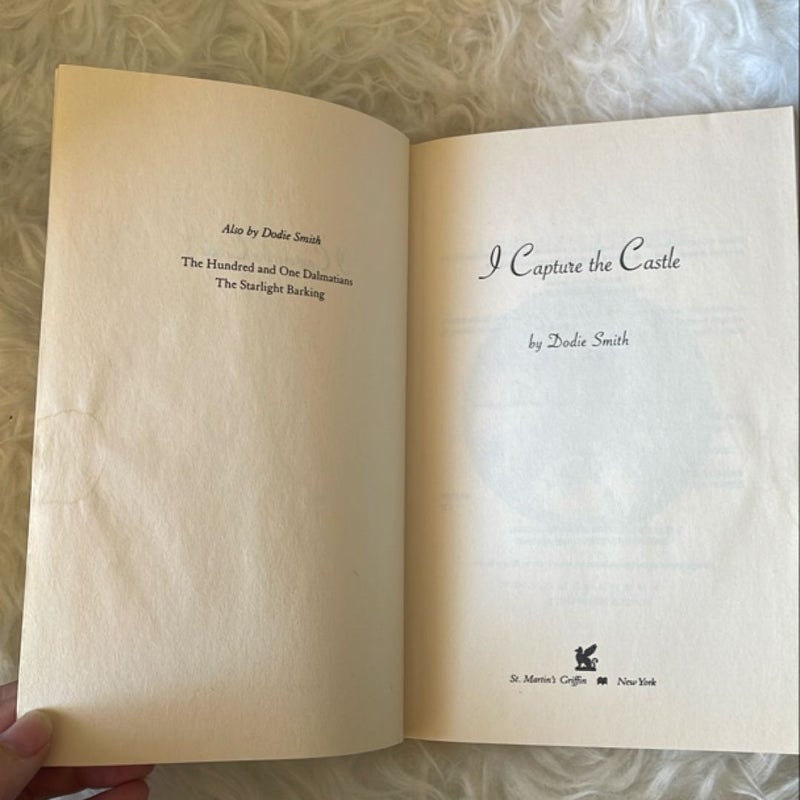 Also by Dodie Smith
The Hundred and One Dalmatians
The Starlight Barking
I Capture the Castle
by Dodie Smith
St. Martin's Griffin New York